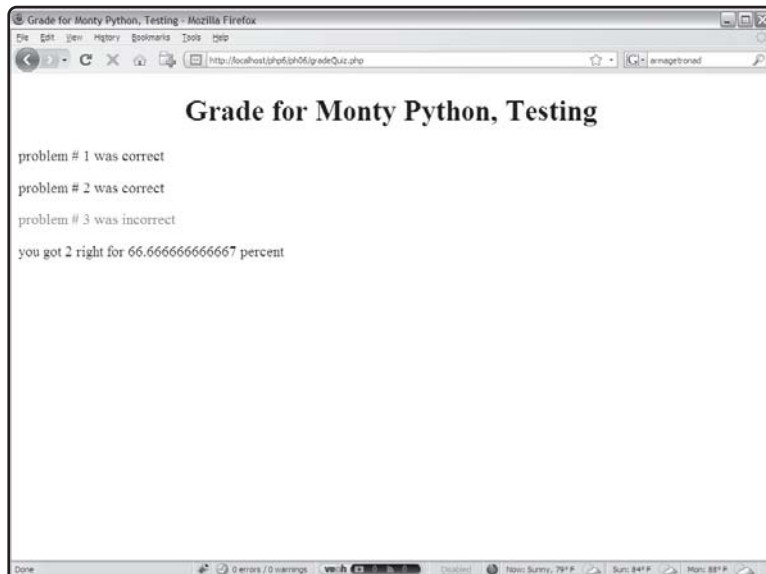 Grade for Monty Python, Testing - Mozilla Firefox
File Edit View History Bookmarks Tools Help
http://localhost/php6/ph06/gradeQuiz.php
armagetronad
Grade for Monty Python, Testing
problem # 1 was correct
problem # 2 was correct
problem # 3 was incorrect
you got 2 right for 66.666666666667 percent
Done 0 errors / 0 warnings Disabled Now: Sunny, 79° F Sun: 84° F Mon: 88° F